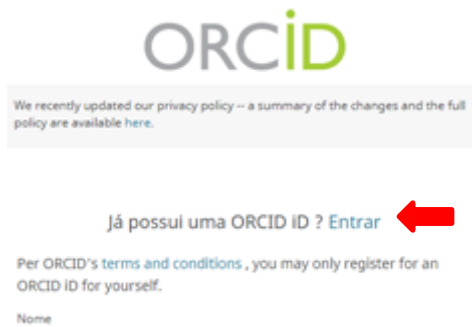 ORCiD
We recently updated our privacy policy -- a summary of the changes and the full
policy are available here.
Já possui uma ORCID iD ? Entrar
Per ORCID's terms and conditions , you may only register for an
ORCID iD for yourself.
Nome